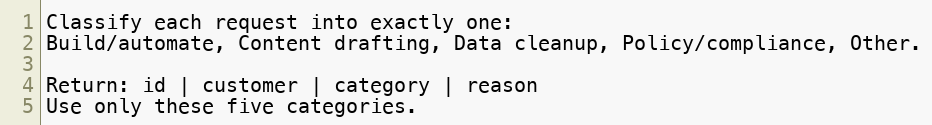 1 Classify each request into exactly one:
2 Build/automate, Content drafting, Data cleanup, Policy/compliance, Other.
3
4 Return: id | customer | category | reason
5 Use only these five categories.